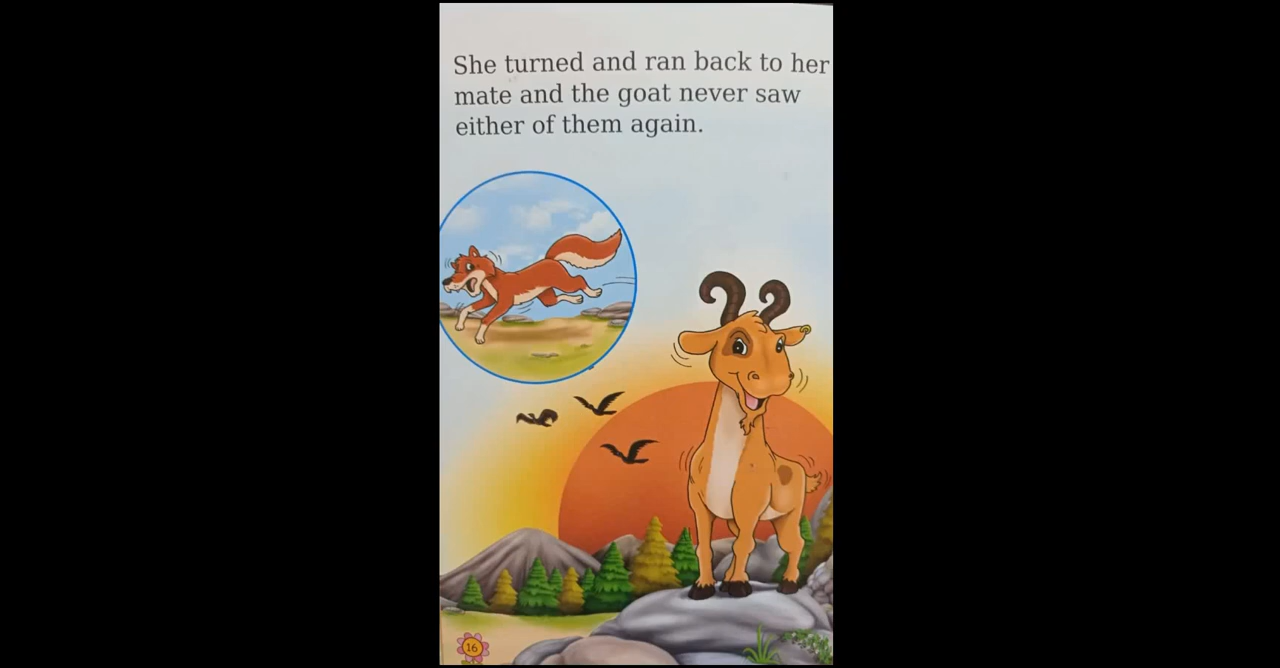 She turned and ran back to her
mate and the goat never saw
either of them again.
16